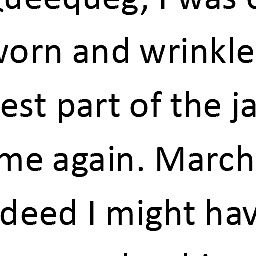 Queequeg, I was
worn and wrinkle
est part of the ja
me again. March
deed I might hav